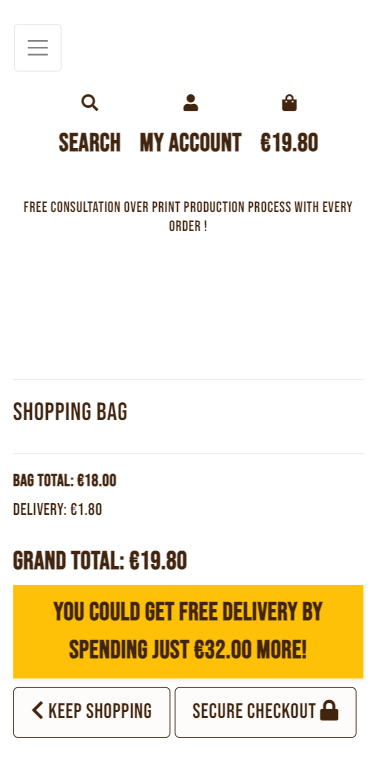 SEARCH MY ACCOUNT €19.80
FREE CONSULTATION OVER PRINT PRODUCTION PROCESS WITH EVERY
ORDER !
SHOPPING BAG
BAG TOTAL: €18.00
DELIVERY: €1.80
GRAND TOTAL: €19.80
YOU COULD GET FREE DELIVERY BY
SPENDING JUST €32.00 MORE!
KEEP SHOPPING SECURE CHECKOUT